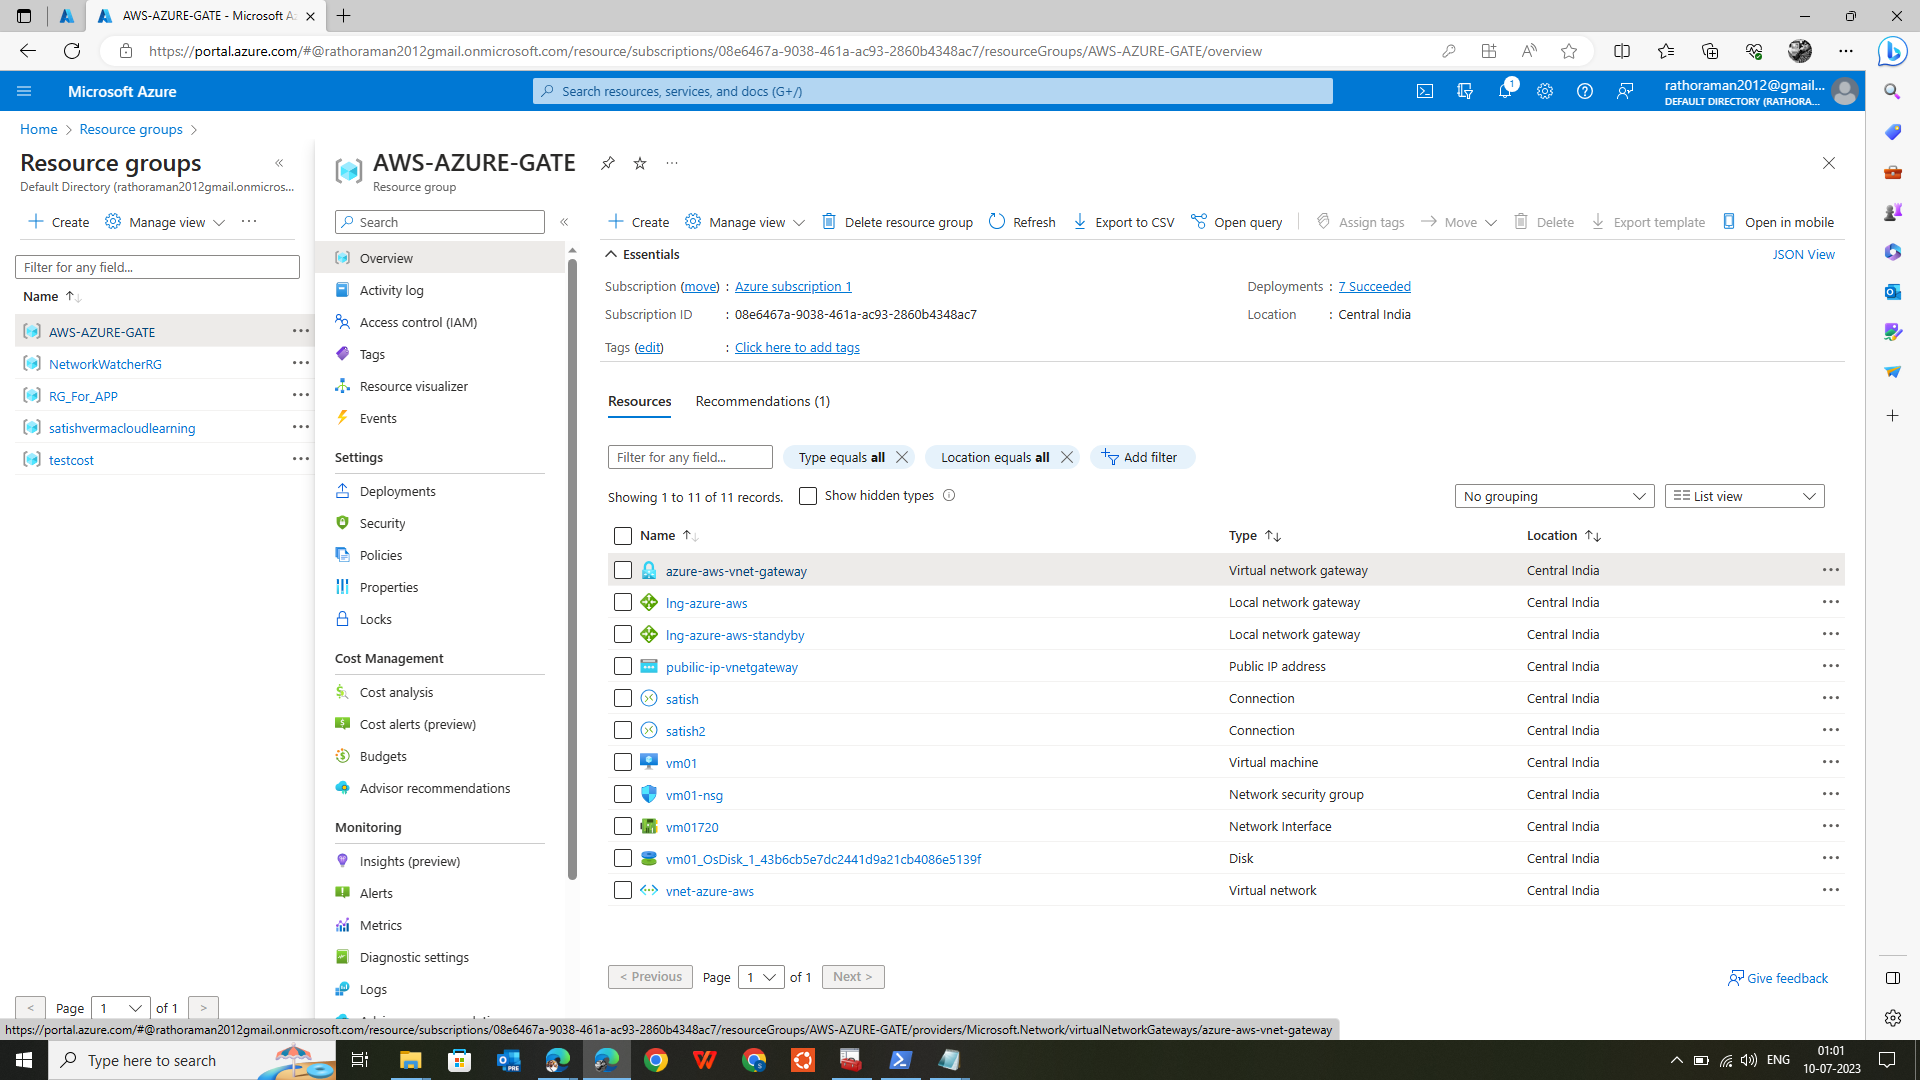 AWS-AZURE-GATE - Microsoft Az
https://portal.azure.com/#@rathoraman2012gmail.onmicrosoft.com/resource/subscriptions/08e6467a-9038-461a-ac93-2860b4348ac7/resourceGroups/AWS-AZURE-GATE/overview
Microsoft Azure
Search resources, services, and docs (G+/)
1
rathoraman2012@gmail...
DEFAULT DIRECTORY (RATHORA...
Home > Resource groups >
Resource groups
Default Directory (rathoraman2012gmail.onmicros...
Create Manage view ...
Filter for any field...
Name
AWS-AZURE-GATE
NetworkWatcherRG
RG_For_APP
satishvermacloudlearning
testcost
< Page 1 of 1 >
AWS-AZURE-GATE
Resource group
Search
Overview
Activity log
Access control (IAM)
Tags
Resource visualizer
Events
Settings
Deployments
Security
Policies
Properties
Locks
Cost Management
Cost analysis
Cost alerts (preview)
Budgets
Advisor recommendations
Monitoring
Insights (preview)
Alerts
Metrics
Diagnostic settings
Logs
Create Manage view Delete resource group Refresh Export to CSV Open query Assign tags Move Delete Export template Open in mobile
Essentials JSON View
Subscription (move) : Azure subscription 1 Deployments : 7 Succeeded
Subscription ID : 08e6467a-9038-461a-ac93-2860b4348ac7 Location : Central India
Tags (edit) : Click here to add tags
Resources Recommendations (1)
Filter for any field... Type equals all Location equals all Add filter
Showing 1 to 11 of 11 records. Show hidden types No grouping List view
Name Type Location
azure-aws-vnet-gateway Virtual network gateway Central India
lng-azure-aws Local network gateway Central India
lng-azure-aws-standyby Local network gateway Central India
pubilic-ip-vnetgateway Public IP address Central India
satish Connection Central India
satish2 Connection Central India
vm01 Virtual machine Central India
vm01-nsg Network security group Central India
vm01720 Network Interface Central India
vm01_OsDisk_1_43b6cb5e7dc2441d9a21cb4086e5139f Disk Central India
vnet-azure-aws Virtual network Central India
< Previous Page 1 of 1 Next >
Give feedback
https://portal.azure.com/#@rathoraman2012gmail.onmicrosoft.com/resource/subscriptions/08e6467a-9038-461a-ac93-2860b4348ac7/resourceGroups/AWS-AZURE-GATE/providers/Microsoft.Network/virtualNetworkGateways/azure-aws-vnet-gateway
Type here to search
PRE
ENG
01:01
10-07-2023